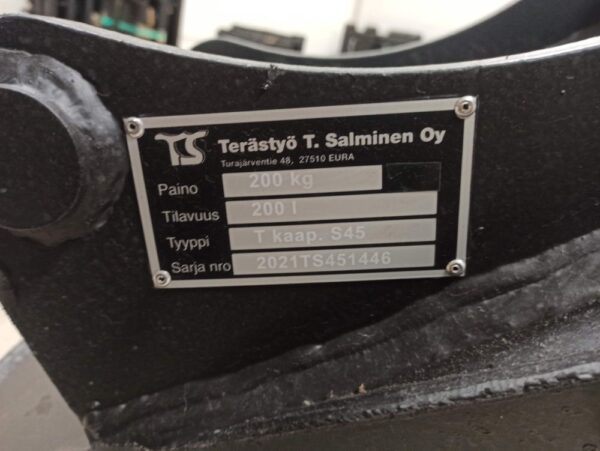 TS Terästyö T. Salminen Oy
Turajärventie 48, 27510 EURA
Paino 200 kg
Tilavuus 200 l
Tyyppi T kaap. S45
Sarja nro 2021TS451446